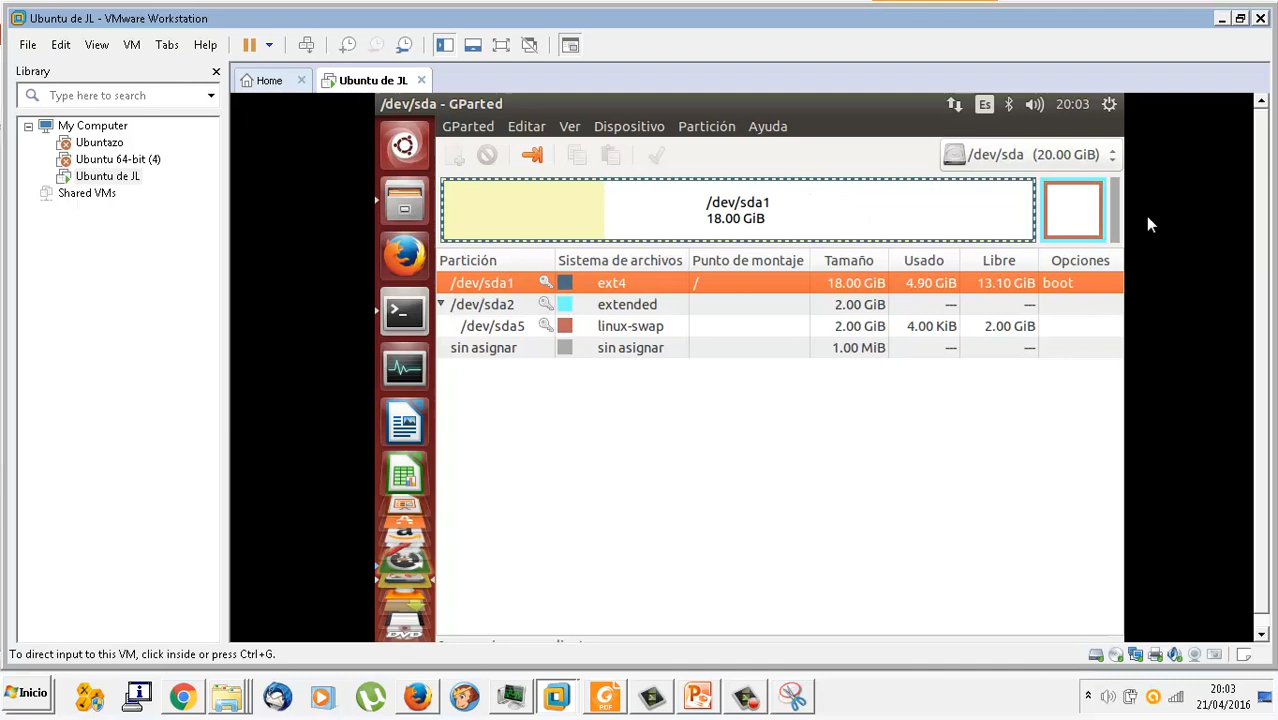 Ubuntu de JL - VMware Workstation
File Edit View VM Tabs Help
Library
Type here to search
My Computer
Ubuntazo
Ubuntu 64-bit (4)
Ubuntu de JL
Shared VMs
Home
Ubuntu de JL
/dev/sda - GParted
Es
20:03
GParted Editar Ver Dispositivo Partición Ayuda
/dev/sda (20.00 GiB)
/dev/sda1
18.00 GiB
Partición Sistema de archivos Punto de montaje Tamaño Usado Libre Opciones
/dev/sda1 ext4 / 18.00 GiB 4.90 GiB 13.10 GiB boot
/dev/sda2 extended 2.00 GiB — —
/dev/sda5 linux-swap 2.00 GiB 4.00 KiB 2.00 GiB
sin asignar sin asignar 1.00 MiB — —
To direct input to this VM, click inside or press Ctrl+G.
Inicio
PDF
20:03
21/04/2016